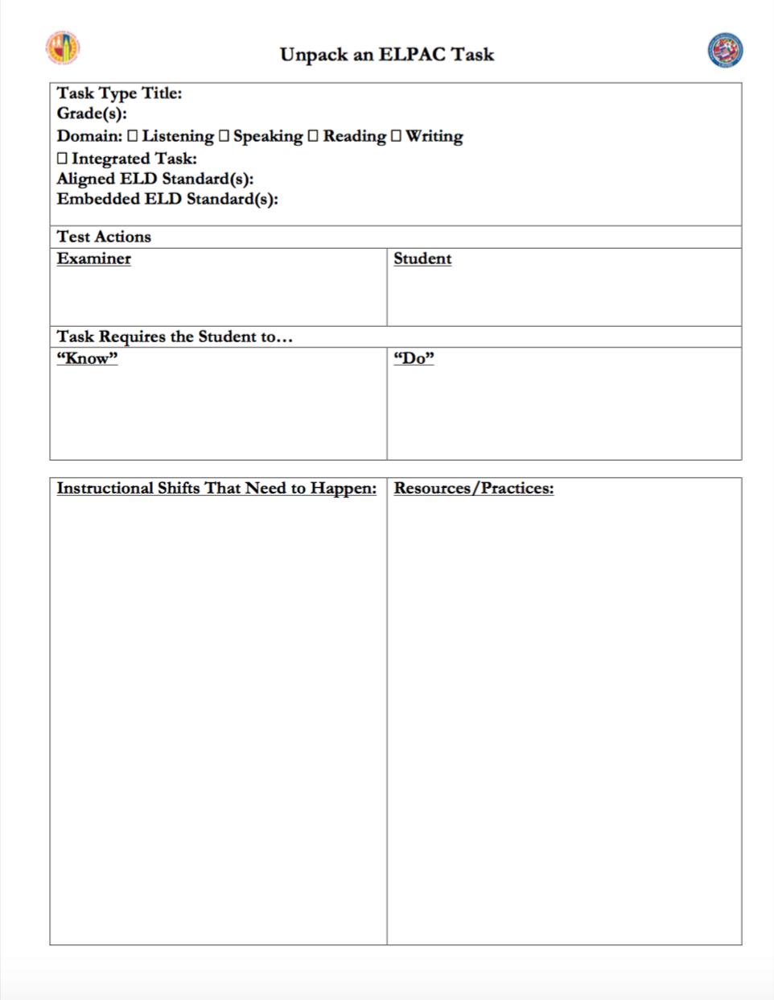 Unpack an ELPAC Task
Task Type Title:
Grade(s):
Domain: ☐ Listening ☐ Speaking ☐ Reading ☐ Writing
☐ Integrated Task:
Aligned ELD Standard(s):
Embedded ELD Standard(s):
Test Actions
Examiner
Student
Task Requires the Student to…
“Know”
“Do”
Instructional Shifts That Need to Happen:
Resources/Practices: